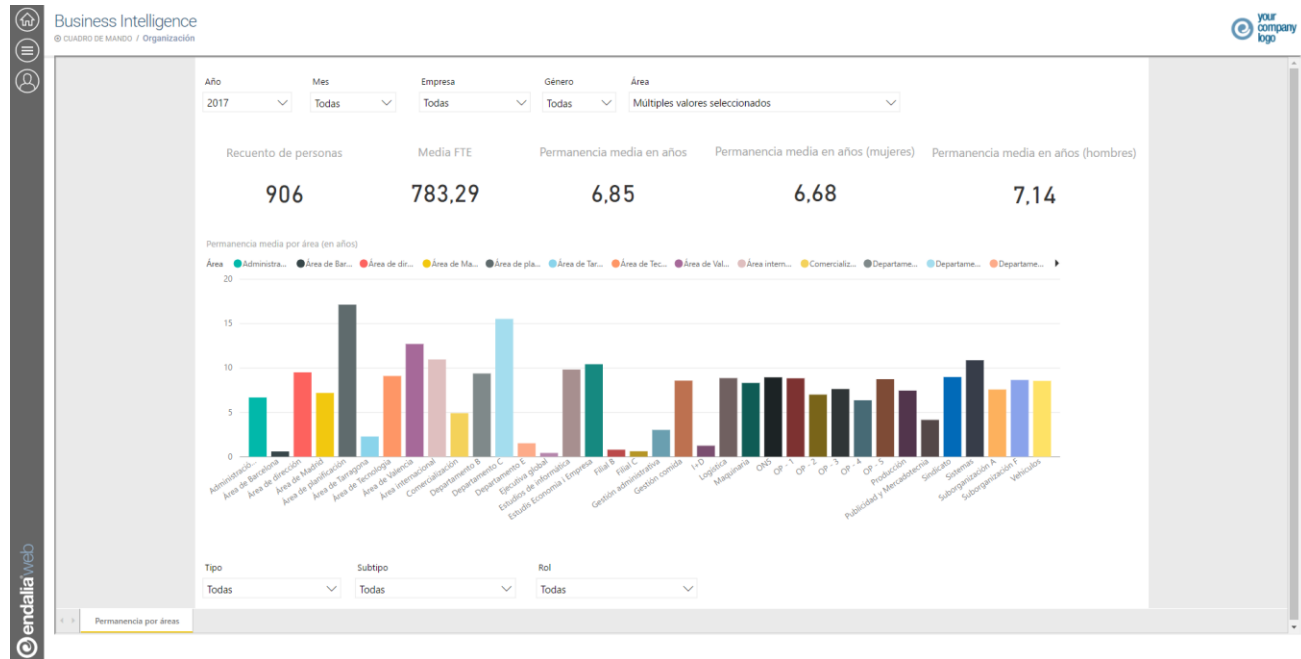 Business Intelligence
CUADRO DE MANDO / Organización
your
company
logo
Año
Mes
Empresa
Género
Área
2017
Todas
Todas
Todas
Múltiples valores seleccionados
Recuento de personas
Media FTE
Permanencia media en años
Permanencia media en años (mujeres)
Permanencia media en años (hombres)
906
783,29
6,85
6,68
7,14
Permanencia media por área (en años)
Área
Administra...
Área de Bar...
Área de dir...
Área de Ma...
Área de pla...
Área de Tar...
Área de Tec...
Área de Val...
Área intern...
Comercializ...
Departame...
Departame...
Departame...
20
15
10
5
0
Administració...
Área de Barcelona
Área de dirección
Área de Madrid
Área de planificación
Área de Tarragona
Área de Tecnología
Área de Valencia
Área internacional
Comercialización
Departamento B
Departamento C
Departamento E
Ejecutiva global
Estudios de informática
Estudis Economia i Empresa
Filial B
Filial C
Gestión administrativa
Gestión comida
I+D
Logística
Maquinaria
ONS
OP - 1
OP - 2
OP - 3
OP - 4
OP - 5
Producción
Publicidad y Mercadotecnia
Sindicato
Sistemas
Suborganización A
Suborganización F
Vehículos
Tipo
Subtipo
Rol
Todas
Todas
Todas
Permanencia por áreas
endalia web